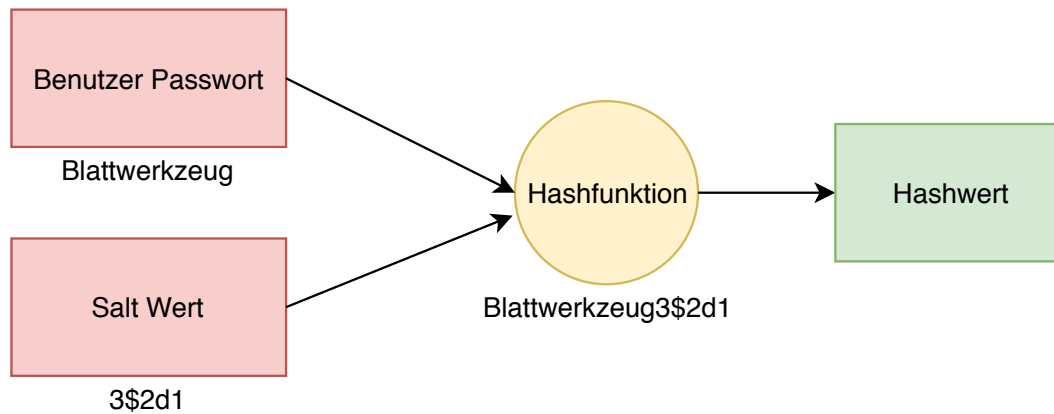 Benutzer Passwort
Blattwerkzeug
Salt Wert
3$2d1
Hashfunktion
Blattwerkzeug3$2d1
Hashwert